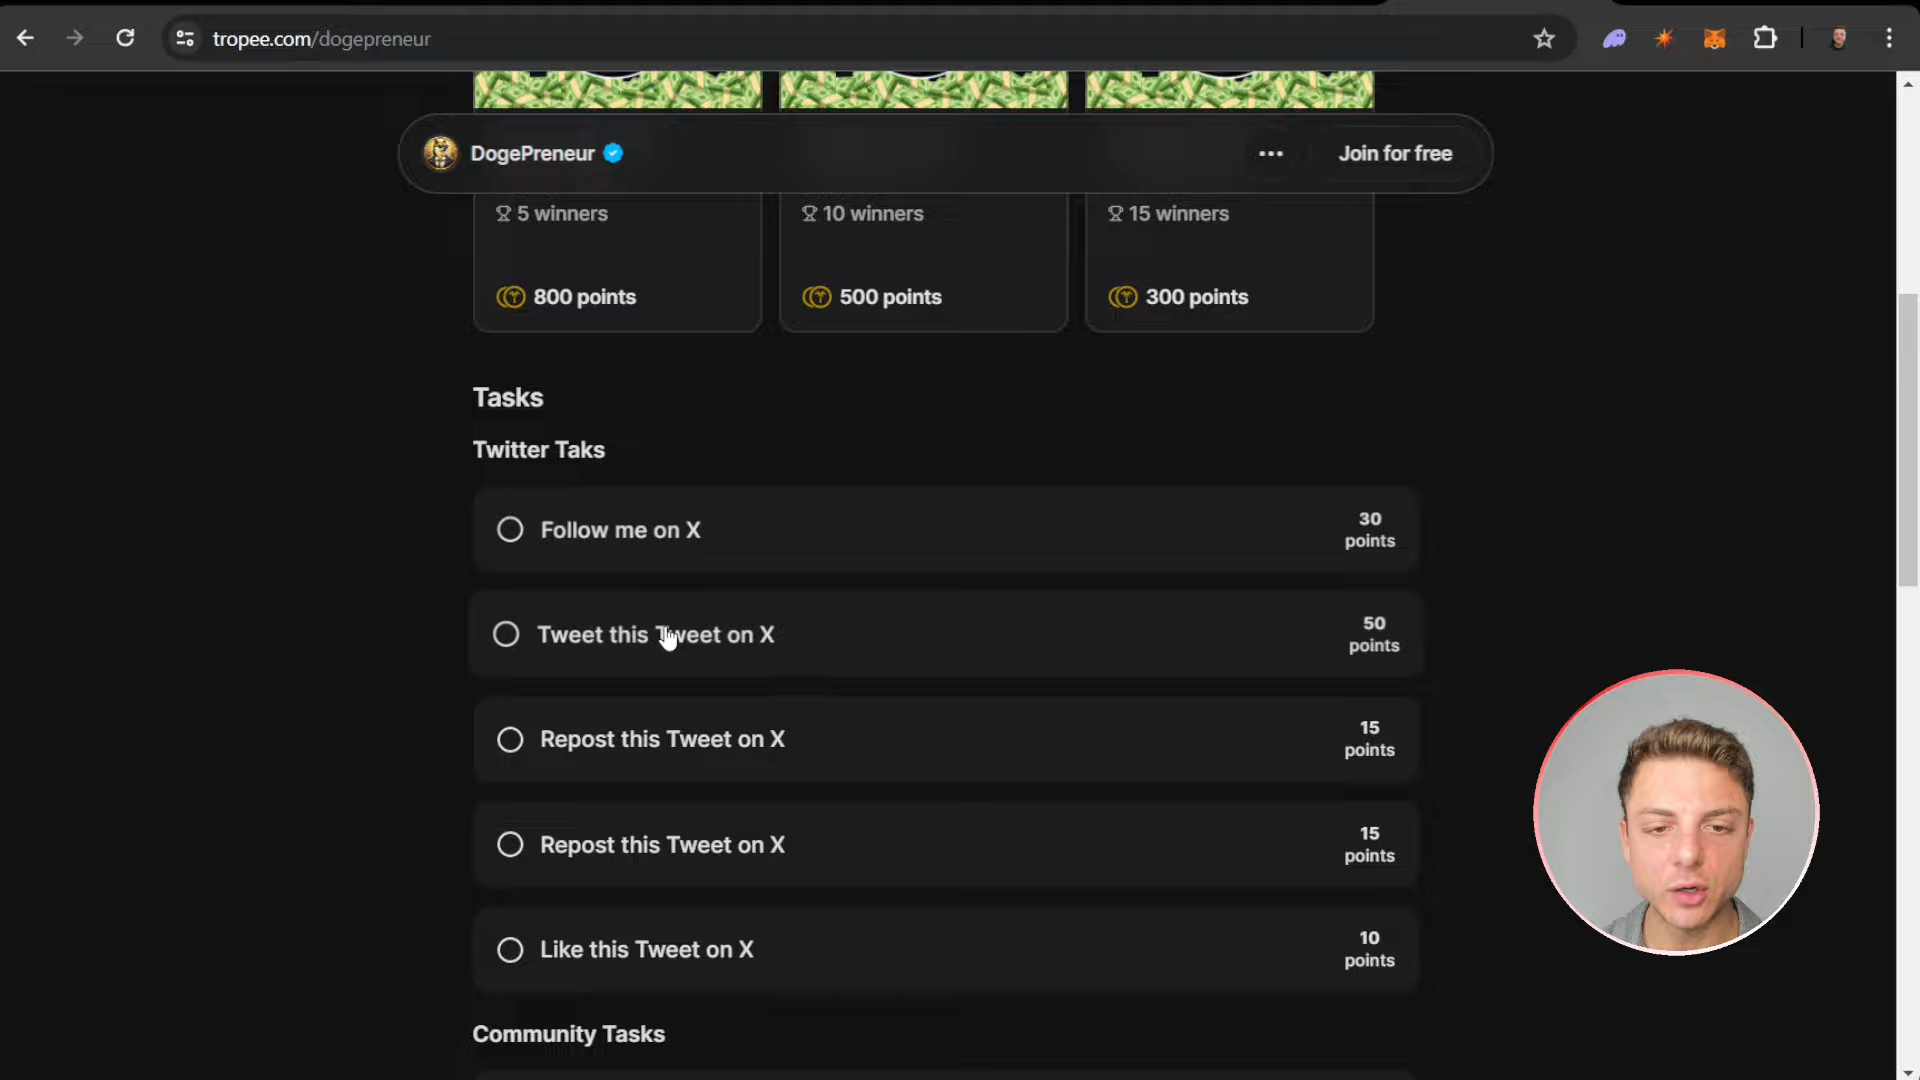 tropee.com/dogepreneur
DogePreneur
Join for free
5 winners
10 winners
15 winners
800 points
500 points
300 points
Tasks
Twitter Taks
Follow me on X
30
points
Tweet this Tweet on X
50
points
Repost this Tweet on X
15
points
Repost this Tweet on X
15
points
Like this Tweet on X
10
points
Community Tasks